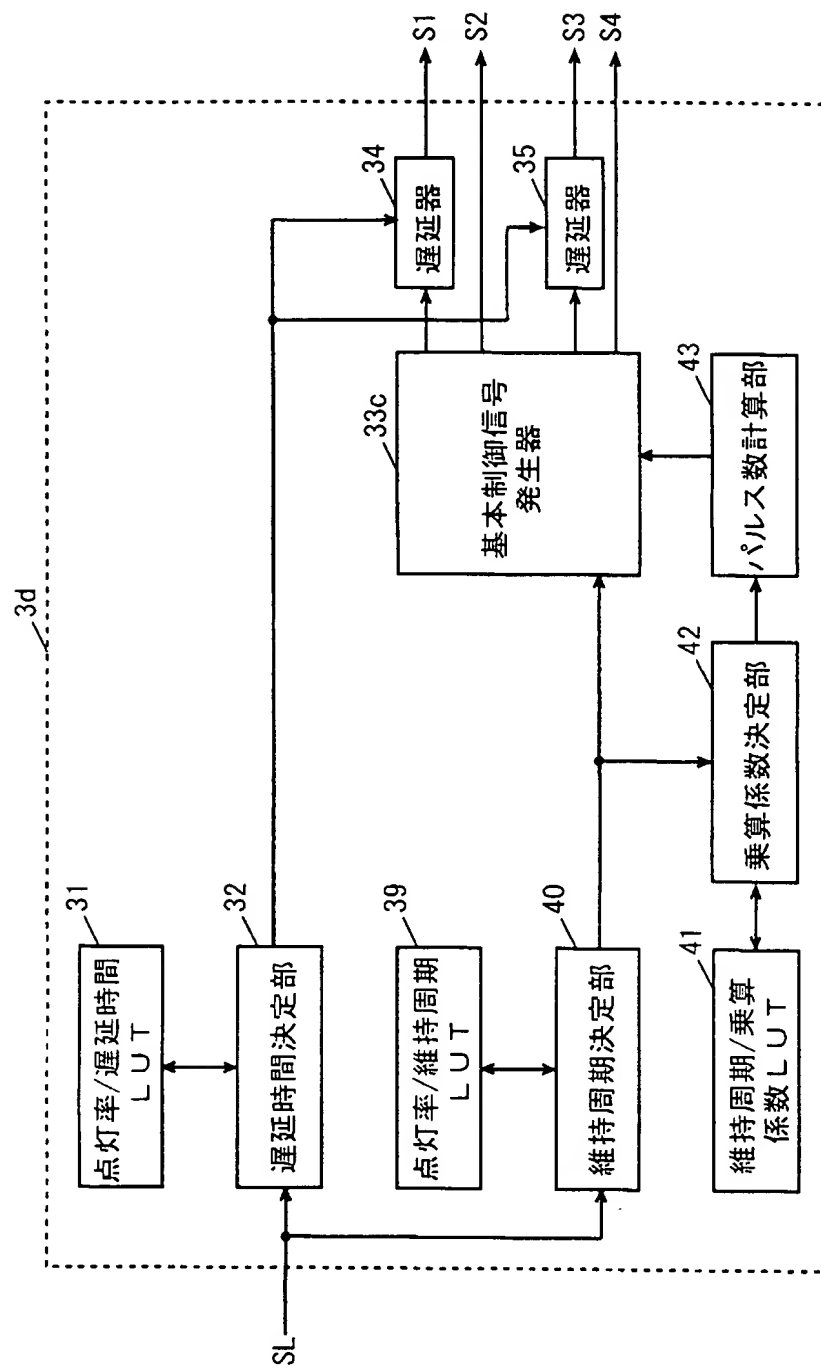 3d
31
点灯率/遅延時間
LUT
32
遅延時間決定部
39
点灯率/維持周期
LUT
40
維持周期決定部
41
維持周期/乗算
係数LUT
42
乗算係数決定部
43
パルス数計算部
33c
基本制御信号
発生器
34
遅延器
35
遅延器
SL
S1
S2
S3
S4